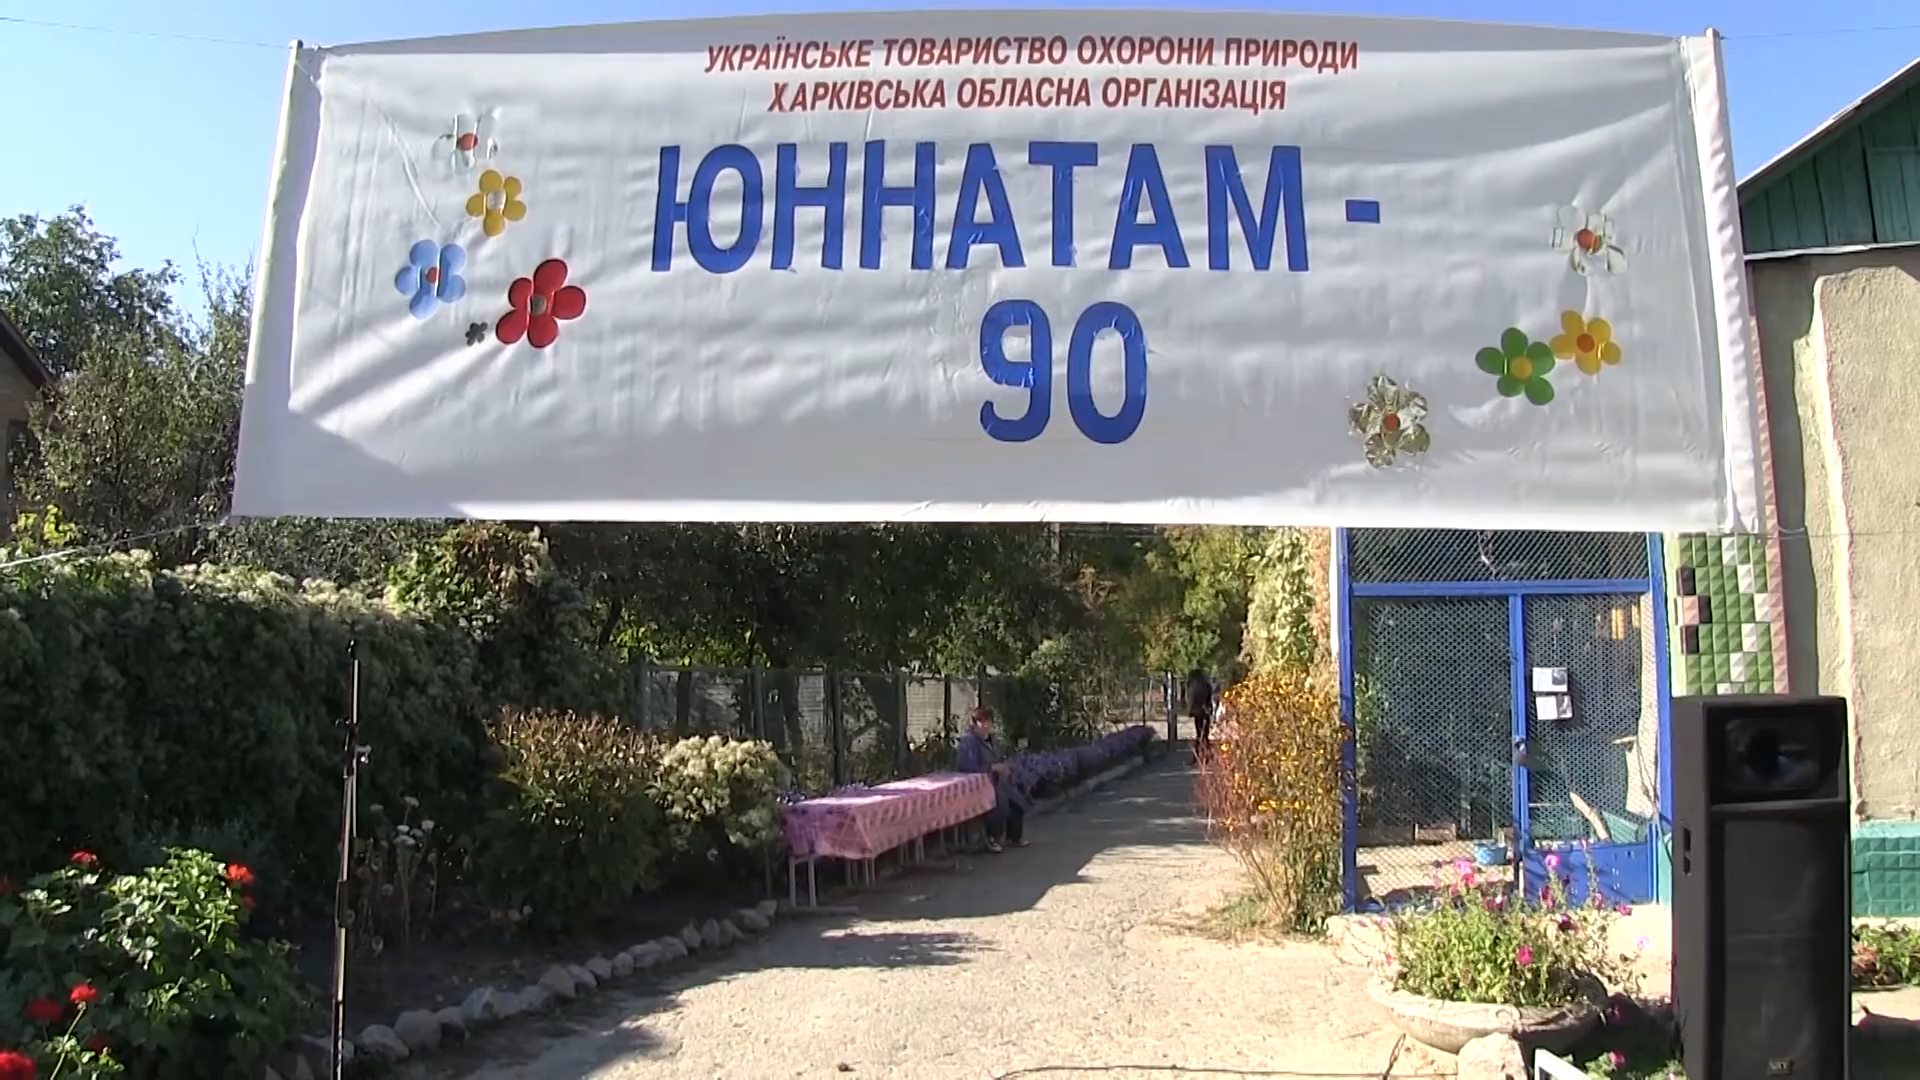 УКРАЇНСЬКЕ ТОВАРИСТВО ОХОРОНИ ПРИРОДИ
ХАРКІВСЬКА ОБЛАСНА ОРГАНІЗАЦІЯ
ЮННАТАМ -
90